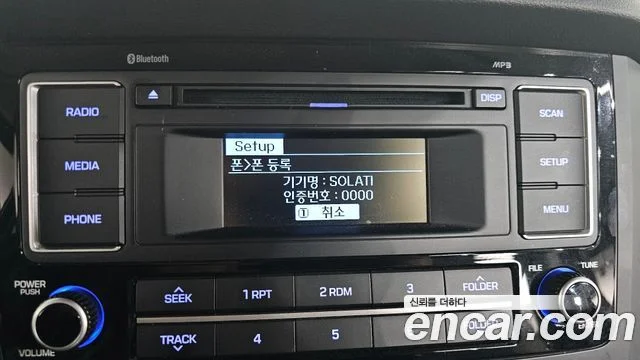 Bluetooth
MP3
RADIO
MEDIA
PHONE
DISP
SCAN
SETUP
MENU
Setup
폰>폰 등록
기기명 : SOLATI
인증번호 : 0000
① 취소
POWER
PUSH
VOLUME
SEEK
TRACK
1 RPT
2 RDM
3
FOLDER
4
5
FOLDER
FILE
TUNE
신뢰를 더하다
encar.com